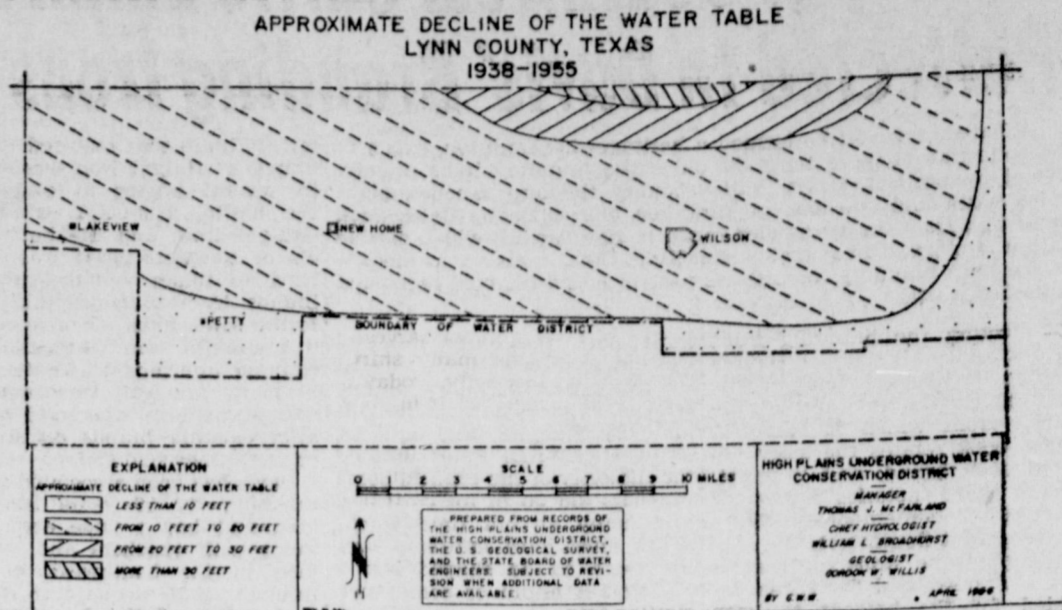 APPROXIMATE DECLINE OF THE WATER TABLE
LYNN COUNTY, TEXAS
1938-1955
LAKEVIEW
NEW HOME
WILSON
PETTY
BOUNDARY OF WATER DISTRICT
EXPLANATION
APPROXIMATE DECLINE OF THE WATER TABLE
LESS THAN 10 FEET
FROM 10 FEET TO 20 FEET
FROM 20 FEET TO 30 FEET
MORE THAN 30 FEET
SCALE
0 1 2 3 4 5 6 7 8 9 10 MILES
N
PREPARED FROM RECORDS OF
THE HIGH PLAINS UNDERGROUND
WATER CONSERVATION DISTRICT,
THE U.S. GEOLOGICAL SURVEY,
AND THE STATE BOARD OF WATER
ENGINEERS. SUBJECT TO REVI-
SION WHEN ADDITIONAL DATA
ARE AVAILABLE.
HIGH PLAINS UNDERGROUND WATER
CONSERVATION DISTRICT
MANAGER
THOMAS J. McFARLAND
CHIEF HYDROLOGIST
WILLIAM L. BROADHURST
GEOLOGIST
GORDON W. WILLIS
BY G.W.W.
APRIL